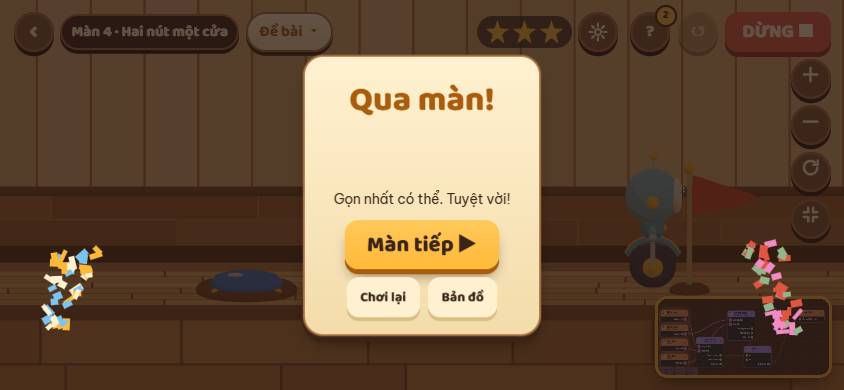 Màn 4 · Hai nút một cửa
Đề bài
2
?
DỪNG
Qua màn!
Gọn nhất có thể. Tuyệt vời!
Màn tiếp
Chơi lại
Bản đồ